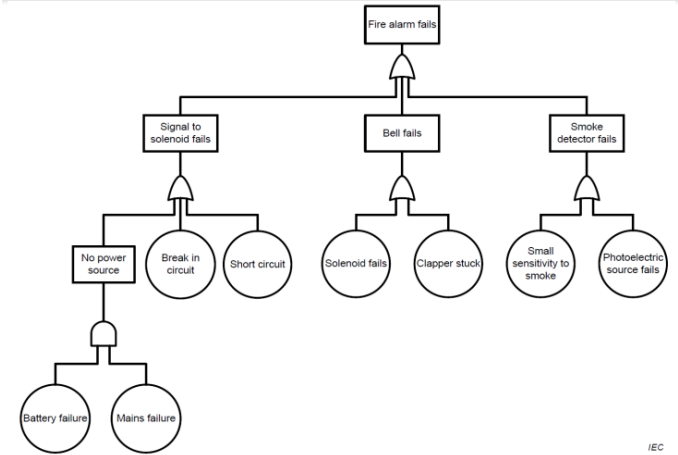 Fire alarm fails
Signal to
solenoid fails
Bell fails
Smoke
detector fails
No power
source
Break in
circuit
Short circuit
Solenoid fails
Clapper stuck
Small
sensitivity to
smoke
Photoelectric
source fails
Battery failure
Mains failure
IEC